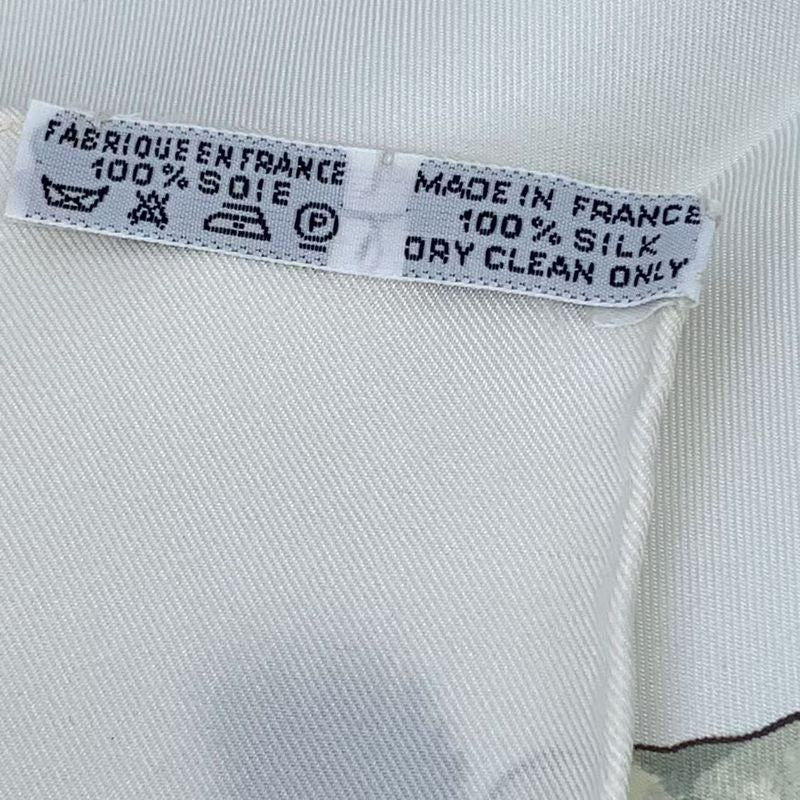 FABRIQUE EN FRANCE
100% SOIE
P
MADE IN FRANCE
100% SILK
DRY CLEAN ONLY